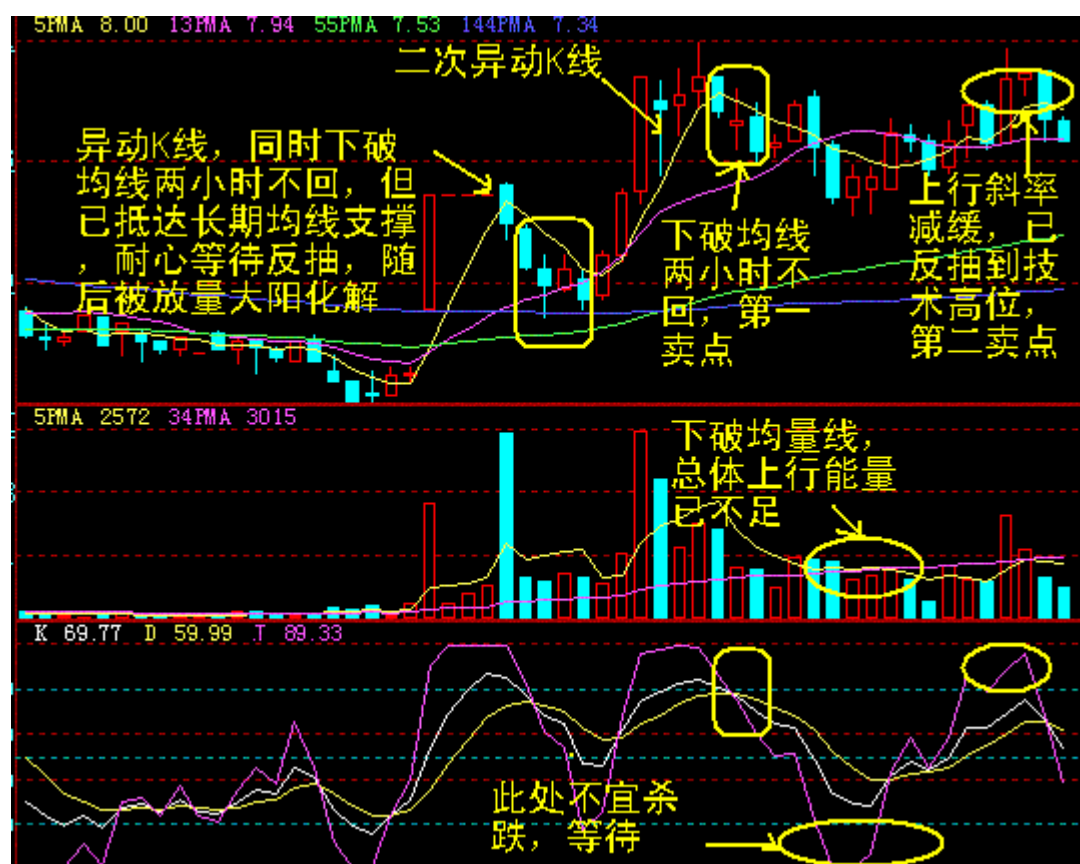 5PMA 8.00 13PMA 7.94 55PMA 7.53 144PMA 7.34
二次异动K线
异动K线，同时下破
均线两小时不回，但
已抵达长期均线支撑
，耐心等待反抽，随
后被放量大阳化解
下破均线
两小时不
回，第一
卖点
上行斜率
减缓，已
反抽到技
术高位，
第二卖点
5PMA 2572 34PMA 3015
下破均量线，
总体上行能量
已不足
K 69.77 D 59.99 J 89.33
此处不宜杀
跌，等待